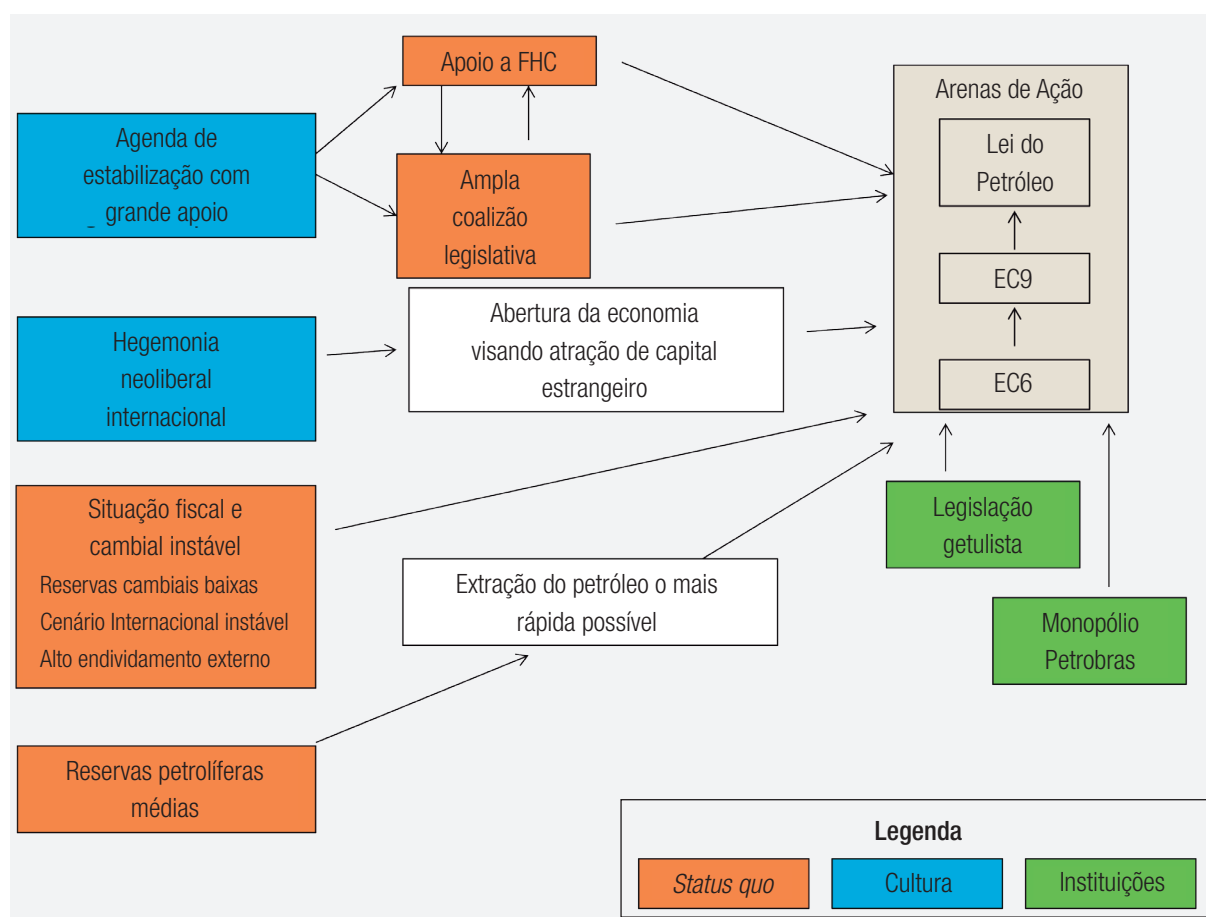 Apoio a FHC
Agenda de
estabilização com
grande apoio
Ampla
coalizão
legislativa
Hegemonia
neoliberal
internacional
Abertura da economia
visando atração de capital
estrangeiro
Arenas de Ação
Lei do
Petróleo
EC9
EC6
Situação fiscal e
cambial instável
Reservas cambiais baixas
Cenário Internacional instável
Alto endividamento externo
Extração do petróleo o mais
rápida possível
Legislação
getulista
Monopólio
Petrobras
Reservas petrolíferas
médias
Legenda
Status quo
Cultura
Instituições